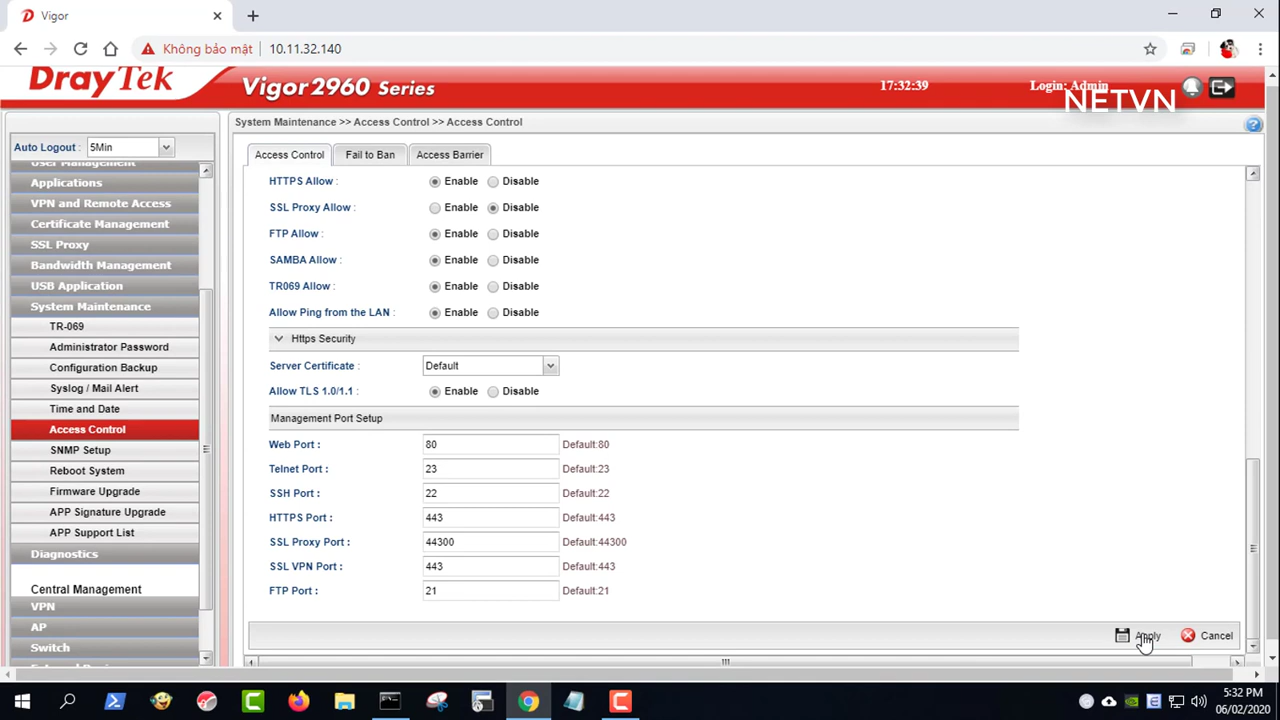 Vigor
Không bảo mật
10.11.32.140
DrayTek
Vigor2960 Series
17:32:39
Login: Admin
NETVN
System Maintenance >> Access Control >> Access Control
Auto Logout : 5Min
Access Control
Fail to Ban
Access Barrier
User Management
Applications
VPN and Remote Access
Certificate Management
SSL Proxy
Bandwidth Management
USB Application
System Maintenance
TR-069
Administrator Password
Configuration Backup
Syslog / Mail Alert
Time and Date
Access Control
SNMP Setup
Reboot System
Firmware Upgrade
APP Signature Upgrade
APP Support List
Diagnostics
Central Management
VPN
AP
Switch
HTTPS Allow : Enable Disable
SSL Proxy Allow : Enable Disable
FTP Allow : Enable Disable
SAMBA Allow : Enable Disable
TR069 Allow : Enable Disable
Allow Ping from the LAN : Enable Disable
Https Security
Server Certificate : Default
Allow TLS 1.0/1.1 : Enable Disable
Management Port Setup
Web Port : 80 Default:80
Telnet Port : 23 Default:23
SSH Port : 22 Default:22
HTTPS Port : 443 Default:443
SSL Proxy Port : 44300 Default:44300
SSL VPN Port : 443 Default:443
FTP Port : 21 Default:21
Apply
Cancel
5:32 PM
06/02/2020